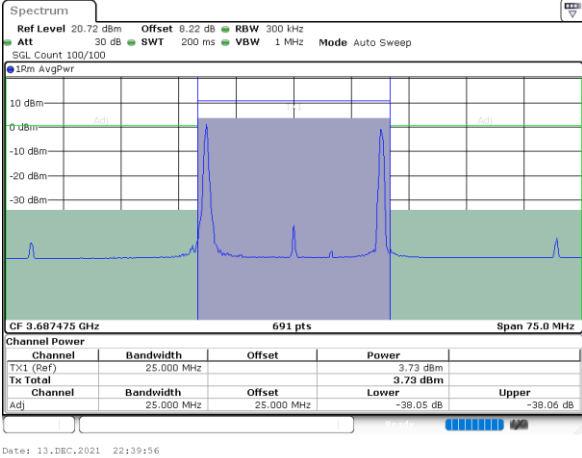 Spectrum
Ref Level 20.72 dBm Offset 8.22 dB RBW 300 kHz
Att 30 dB SWT 200 ms VBW 1 MHz Mode Auto Sweep
SGL Count 100/100
1Rm AvgPwr
10 dBm
TX1
Adj Adj
0 dBm
-10 dBm
-20 dBm
-30 dBm
CF 3.687475 GHz 691 pts Span 75.0 MHz
Channel Power
Channel Bandwidth Offset Power
TX1 (Ref) 25.000 MHz 3.73 dBm
Tx Total 3.73 dBm
Channel Bandwidth Offset Lower Upper
Adj 25.000 MHz 25.000 MHz -38.05 dB -38.06 dB
Ready
Date: 13.DEC.2021 22:39:56